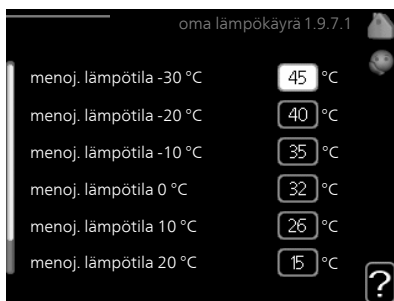 oma lämpökäyrä 1.9.7.1
menoj. lämpötila -30 °C 45 °C
menoj. lämpötila -20 °C 40 °C
menoj. lämpötila -10 °C 35 °C
menoj. lämpötila 0 °C 32 °C
menoj. lämpötila 10 °C 26 °C
menoj. lämpötila 20 °C 15 °C
?